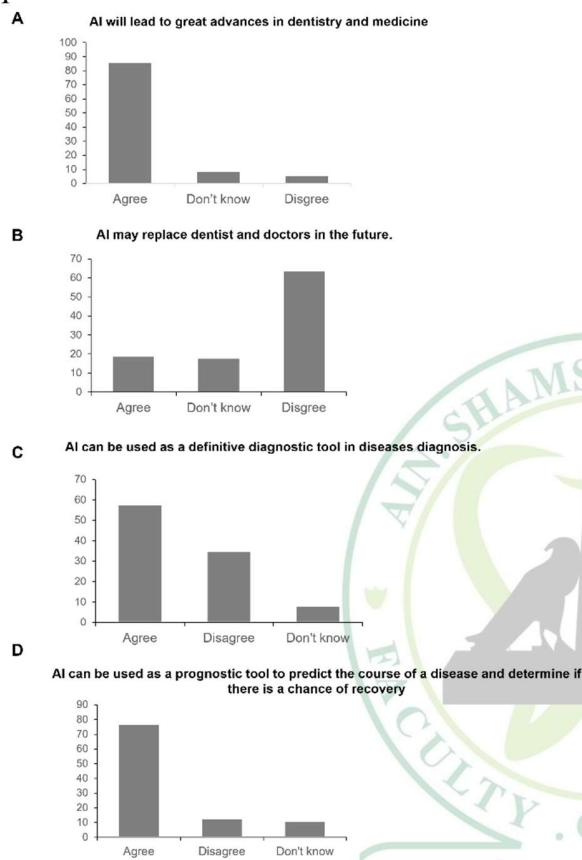 A
AI will lead to great advances in dentistry and medicine
100
90
80
70
60
50
40
30
20
10
0
Agree Don't know Disgree
B
AI may replace dentist and doctors in the future.
70
60
50
40
30
20
10
0
Agree Don't know Disgree
C
AI can be used as a definitive diagnostic tool in diseases diagnosis.
70
60
50
40
30
20
10
0
Agree Disagree Don't know
D
AI can be used as a prognostic tool to predict the course of a disease and determine if
there is a chance of recovery
90
80
70
60
50
40
30
20
10
0
Agree Disagree Don't know
AIN SHAMS
FACULTY